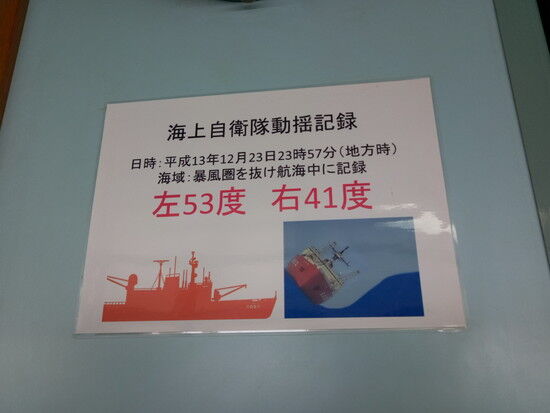 海上自衛隊動揺記録
日時：平成13年12月23日23時57分（地方時）
海域：暴風圏を抜け航海中に記録
左53度　右41度